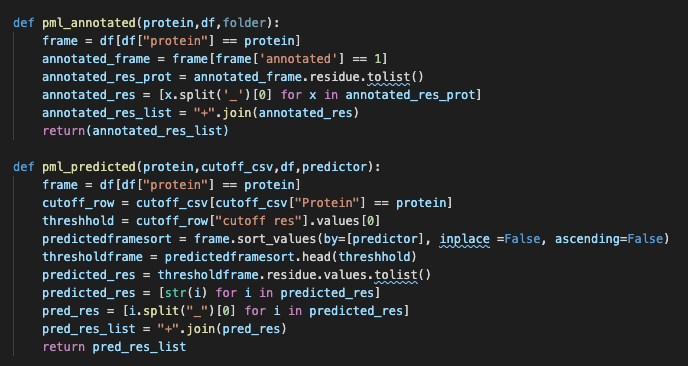 def pml_annotated(protein,df,folder):
    frame = df[df["protein"] == protein]
    annotated_frame = frame[frame['annotated'] == 1]
    annotated_res_prot = annotated_frame.residue.tolist()
    annotated_res = [x.split('_')[0] for x in annotated_res_prot]
    annotated_res_list = "+".join(annotated_res)
    return(annotated_res_list)

def pml_predicted(protein,cutoff_csv,df,predictor):
    frame = df[df["protein"] == protein]
    cutoff_row = cutoff_csv[cutoff_csv["Protein"] == protein]
    threshhold = cutoff_row["cutoff res"].values[0]
    predictedframesort = frame.sort_values(by=[predictor], inplace =False, ascending=False)
    thresholdframe = predictedframesort.head(threshhold)
    predicted_res = thresholdframe.residue.values.tolist()
    predicted_res = [str(i) for i in predicted_res]
    pred_res = [i.split("_")[0] for i in predicted_res]
    pred_res_list = "+".join(pred_res)
    return pred_res_list